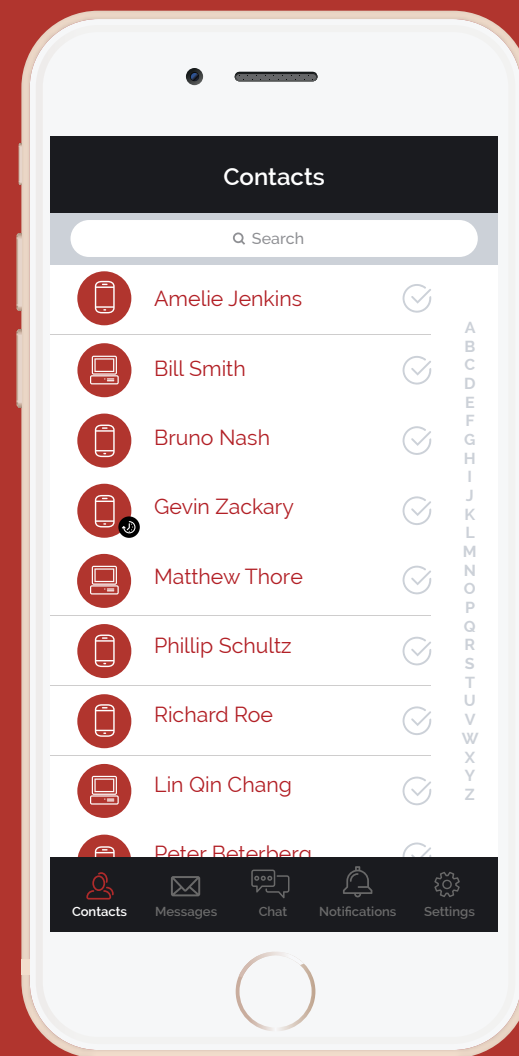 Contacts
Search
Amelie Jenkins
Bill Smith
Bruno Nash
Gevin Zackary
Matthew Thore
Phillip Schultz
Richard Roe
Lin Qin Chang
Peter Beterberg
A
B
C
D
E
F
G
H
I
J
K
L
M
N
O
P
Q
R
S
T
U
V
W
X
Y
Z
Contacts Messages Chat Notifications Settings